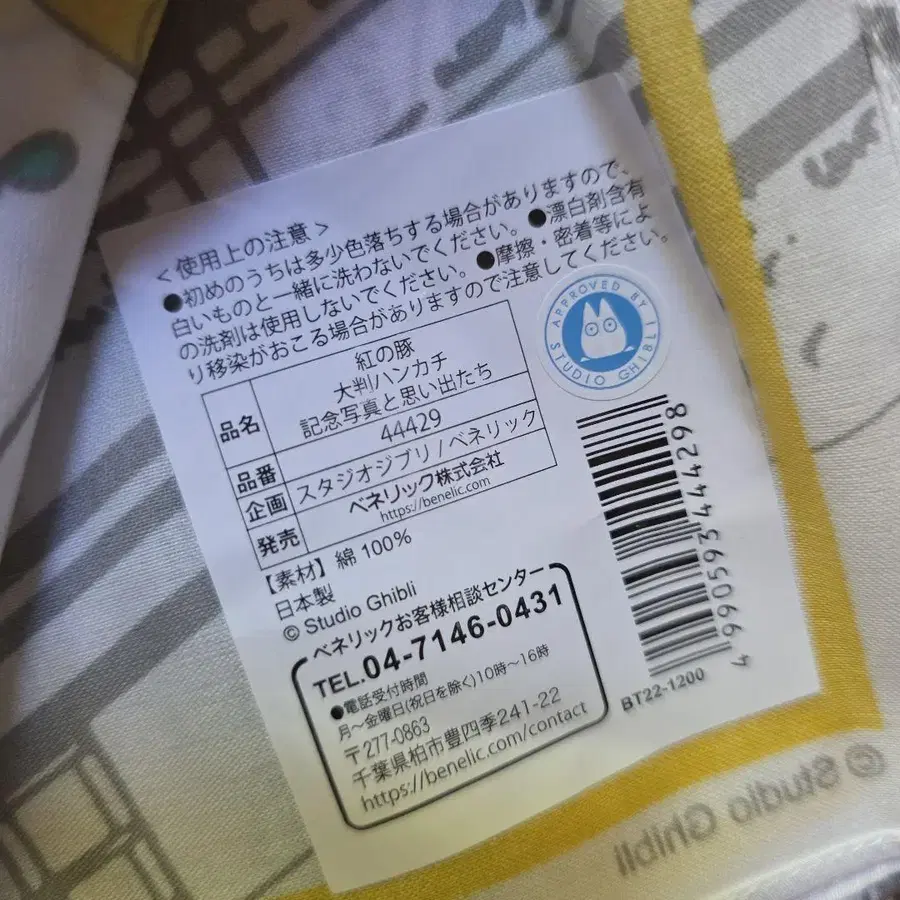 ＜使用上の注意＞
●初めのうちは多少色落ちする場合がありますので、
白いものと一緒に洗わないでください。●漂白剤含有
の洗剤は使用しないでください。●摩擦・密着等によ
り移染がおこる場合がありますので注意してください。
品名
紅の豚
大判ハンカチ
記念写真と思い出たち
品番
44429
企画
スタジオジブリ/ベネリック
発売
ベネリック株式会社
https://benelic.com
【素材】綿 100%
日本製
© Studio Ghibli
ベネリックお客様相談センター
TEL.04-7146-0431
●電話受付時間
月〜金曜日(祝日を除く)10時〜16時
〒277-0863
千葉県柏市豊四季241-22
https://benelic.com/contact
APPROVED BY
STUDIO GHIBLI
4990593444298
BT22-1200
© Studio Ghibli